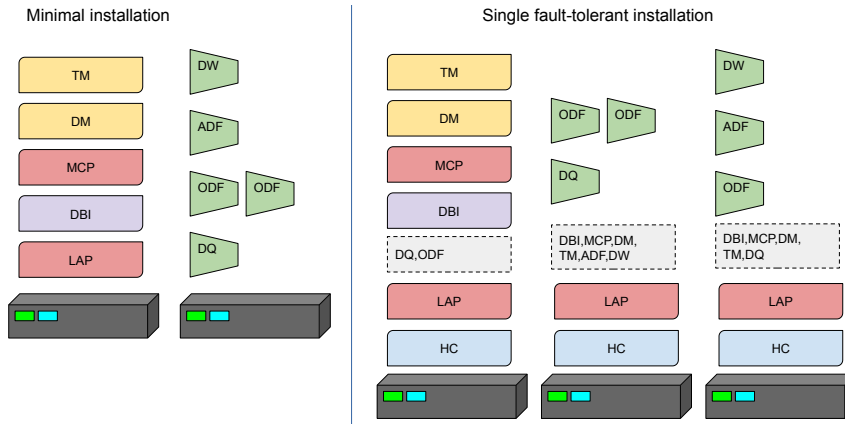 Minimal installation
TM
DM
MCP
DBI
LAP
DW
ADF
ODF ODF
DQ
Single fault-tolerant installation
TM
DM
MCP
DBI
DQ,ODF
LAP
HC
ODF ODF
DQ
DBI,MCP,DM,
TM,ADF,DW
LAP
HC
DW
ADF
ODF
DBI,MCP,DM,
TM,DQ
LAP
HC